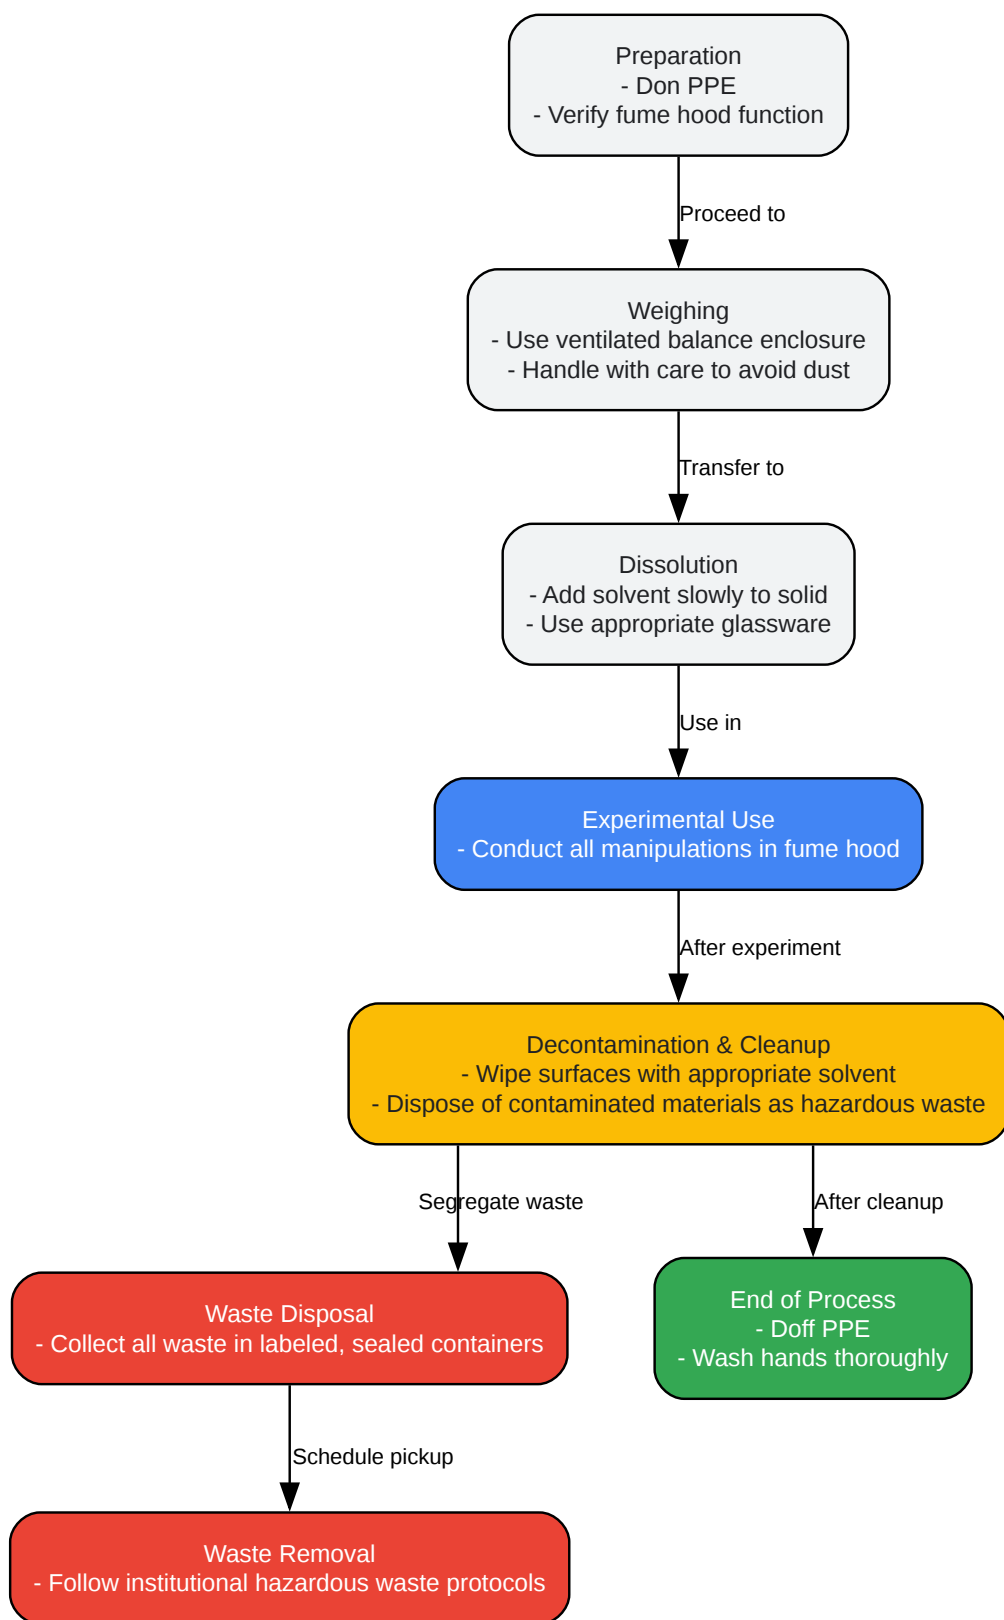 Preparation
- Don PPE
- Verify fume hood function
Proceed to
Weighing
- Use ventilated balance enclosure
- Handle with care to avoid dust
Transfer to
Dissolution
- Add solvent slowly to solid
- Use appropriate glassware
Use in
Experimental Use
- Conduct all manipulations in fume hood
After experiment
Decontamination & Cleanup
- Wipe surfaces with appropriate solvent
- Dispose of contaminated materials as hazardous waste
Segregate waste
After cleanup
Waste Disposal
- Collect all waste in labeled, sealed containers
End of Process
- Doff PPE
- Wash hands thoroughly
Schedule pickup
Waste Removal
- Follow institutional hazardous waste protocols